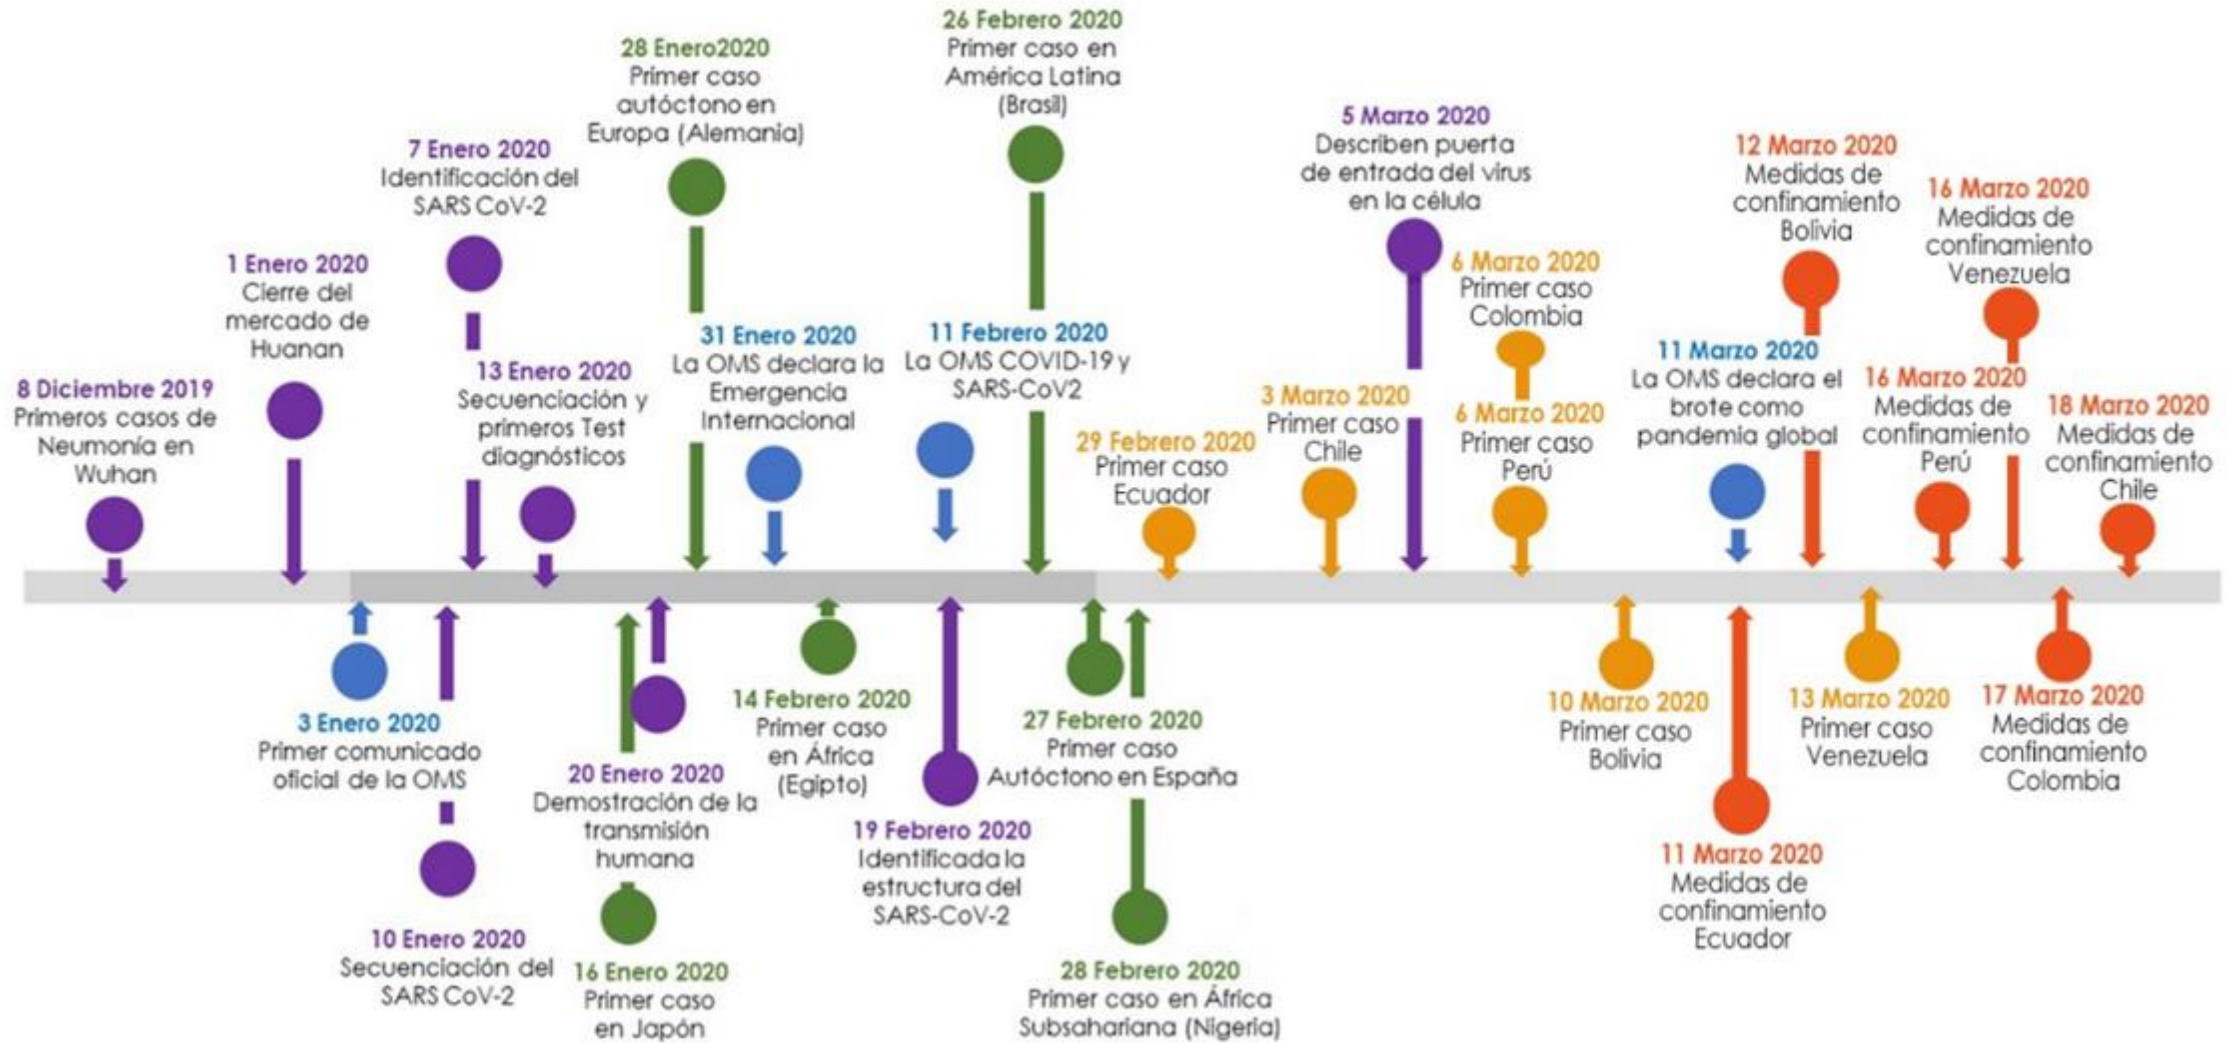 8 Diciembre 2019
Primeros casos de
Neumonía en
Wuhan
1 Enero 2020
Cierre del
mercado de
Huanan
3 Enero 2020
Primer comunicado
oficial de la OMS
7 Enero 2020
Identificación del
SARS CoV-2
10 Enero 2020
Secuenciación del
SARS CoV-2
13 Enero 2020
Secuenciación y
primeros Test
diagnósticos
16 Enero 2020
Primer caso
en Japón
20 Enero 2020
Demostración de la
transmisión
humana
28 Enero2020
Primer caso
autóctono en
Europa (Alemania)
31 Enero 2020
La OMS declara la
Emergencia
Internacional
11 Febrero 2020
La OMS COVID-19 y
SARS-CoV2
14 Febrero 2020
Primer caso
en África
(Egipto)
19 Febrero 2020
Identificada la
estructura del
SARS-CoV-2
26 Febrero 2020
Primer caso en
América Latina
(Brasil)
27 Febrero 2020
Primer caso
Autóctono en España
28 Febrero 2020
Primer caso en África
Subsahariana (Nigeria)
29 Febrero 2020
Primer caso
Ecuador
3 Marzo 2020
Primer caso
Chile
5 Marzo 2020
Describen puerta
de entrada del virus
en la célula
6 Marzo 2020
Primer caso
Colombia
6 Marzo 2020
Primer caso
Perú
10 Marzo 2020
Primer caso
Bolivia
11 Marzo 2020
La OMS declara el
brote como
pandemia global
11 Marzo 2020
Medidas de
confinamiento
Ecuador
12 Marzo 2020
Medidas de
confinamiento
Bolivia
13 Marzo 2020
Primer caso
Venezuela
16 Marzo 2020
Medidas de
confinamiento
Perú
16 Marzo 2020
Medidas de
confinamiento
Venezuela
17 Marzo 2020
Medidas de
confinamiento
Colombia
18 Marzo 2020
Medidas de
confinamiento
Chile